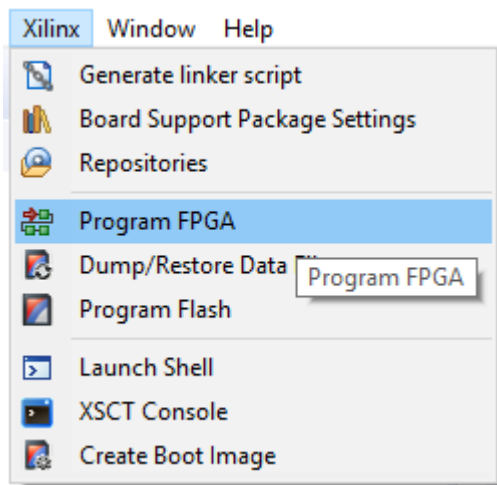 Xilinx Window Help
Generate linker script
Board Support Package Settings
Repositories
Program FPGA
Dump/Restore Data
Program FPGA
Program Flash
Launch Shell
XSCT Console
Create Boot Image